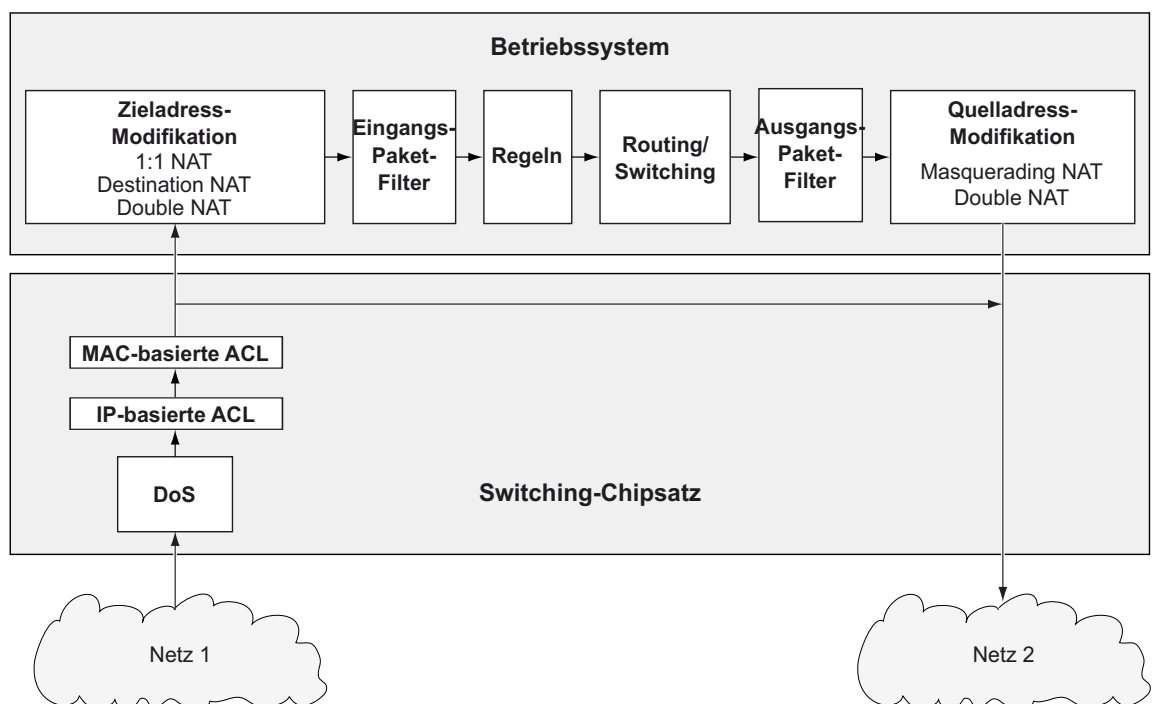 Betriebssystem
Zieladress-
Modifikation
1:1 NAT
Destination NAT
Double NAT
Eingangs-
Paket-
Filter
Regeln
Routing/
Switching
Ausgangs-
Paket-
Filter
Quelladress-
Modifikation
Masquerading NAT
Double NAT
MAC-basierte ACL
IP-basierte ACL
DoS
Switching-Chipsatz
Netz 1
Netz 2